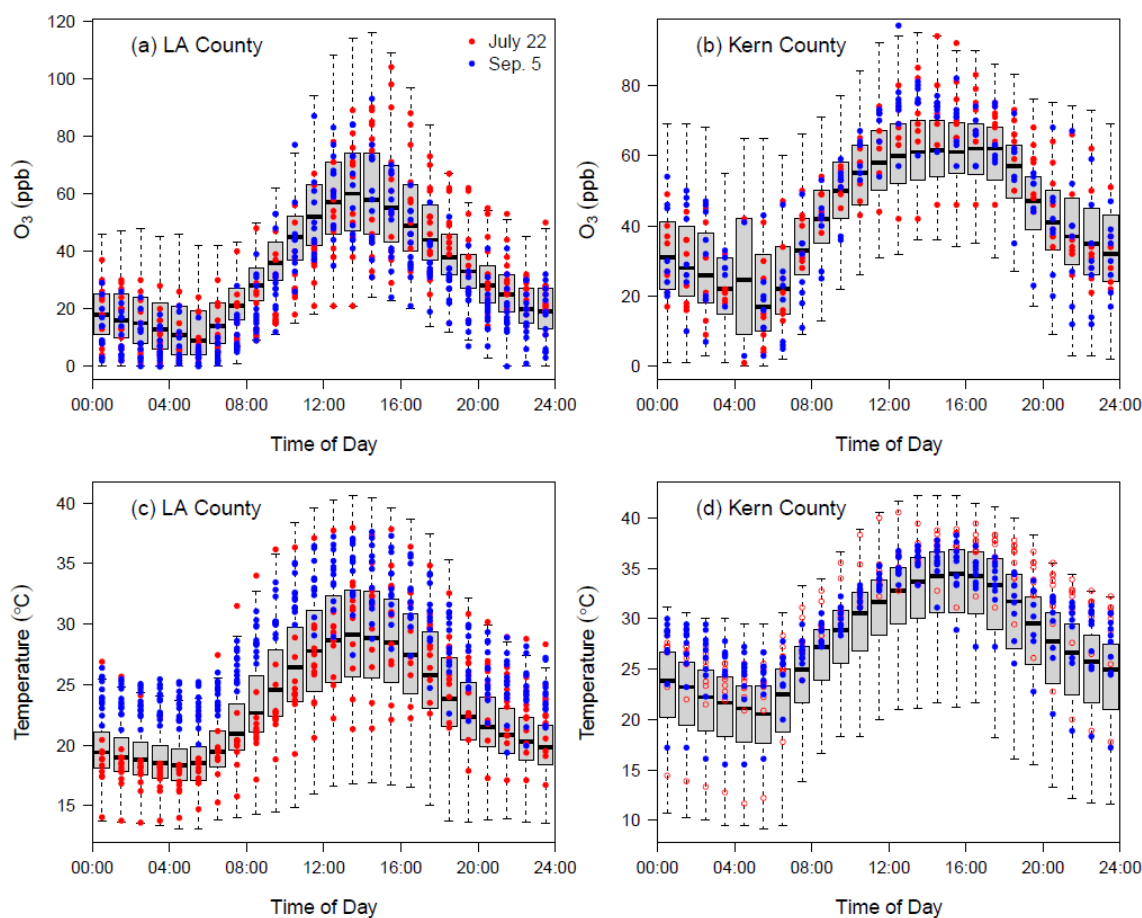 (a) LA County
July 22
Sep. 5
O3 (ppb)
120
100
80
60
40
20
0
00:00 04:00 08:00 12:00 16:00 20:00 24:00
Time of Day
(b) Kern County
O3 (ppb)
80
60
40
20
0
00:00 04:00 08:00 12:00 16:00 20:00 24:00
Time of Day
(c) LA County
Temperature (°C)
40
35
30
25
20
15
00:00 04:00 08:00 12:00 16:00 20:00 24:00
Time of Day
(d) Kern County
Temperature (°C)
40
35
30
25
20
15
10
00:00 04:00 08:00 12:00 16:00 20:00 24:00
Time of Day